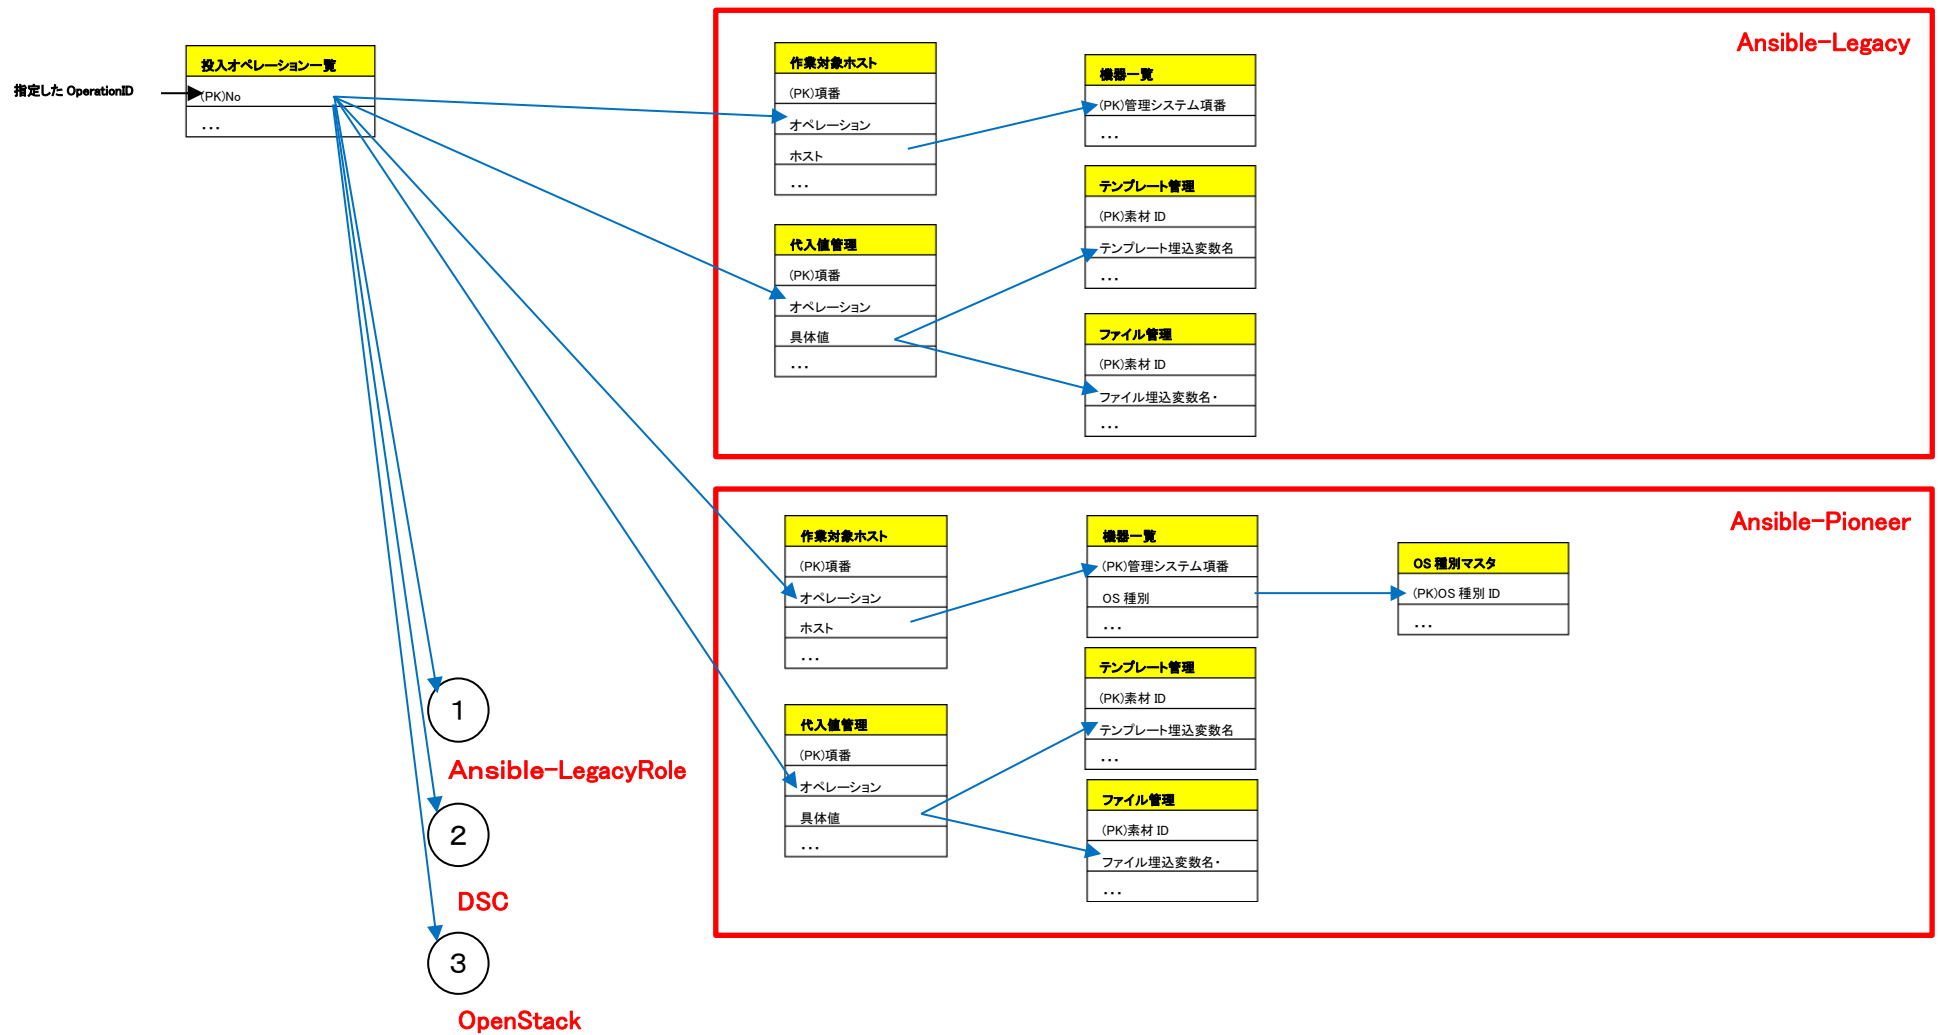 指定した OperationID
投入オペレーション一覧
(PK)No
...
Ansible-Legacy
作業対象ホスト
(PK)項番
オペレーション
ホスト
...
機器一覧
(PK)管理システム項番
...
テンプレート管理
(PK)素材 ID
テンプレート埋込変数名
...
代入値管理
(PK)項番
オペレーション
具体値
...
ファイル管理
(PK)素材 ID
ファイル埋込変数名・
...
Ansible-Pioneer
作業対象ホスト
(PK)項番
オペレーション
ホスト
...
機器一覧
(PK)管理システム項番
OS 種別
...
OS 種別マスタ
(PK)OS 種別 ID
...
テンプレート管理
(PK)素材 ID
テンプレート埋込変数名
...
代入値管理
(PK)項番
オペレーション
具体値
...
ファイル管理
(PK)素材 ID
ファイル埋込変数名・
...
1
Ansible-LegacyRole
2
DSC
3
OpenStack